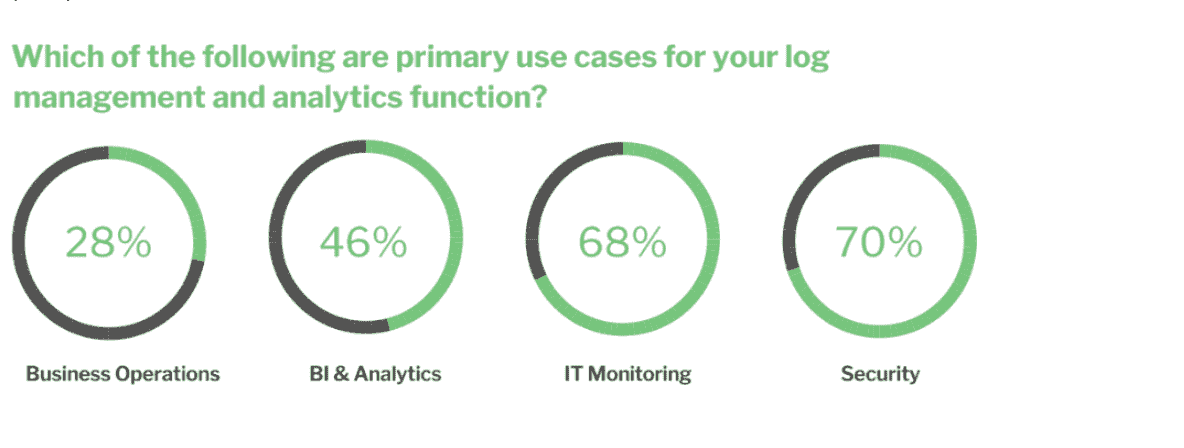 Which of the following are primary use cases for your log
management and analytics function?
28%
46%
68%
70%
Business Operations
BI & Analytics
IT Monitoring
Security